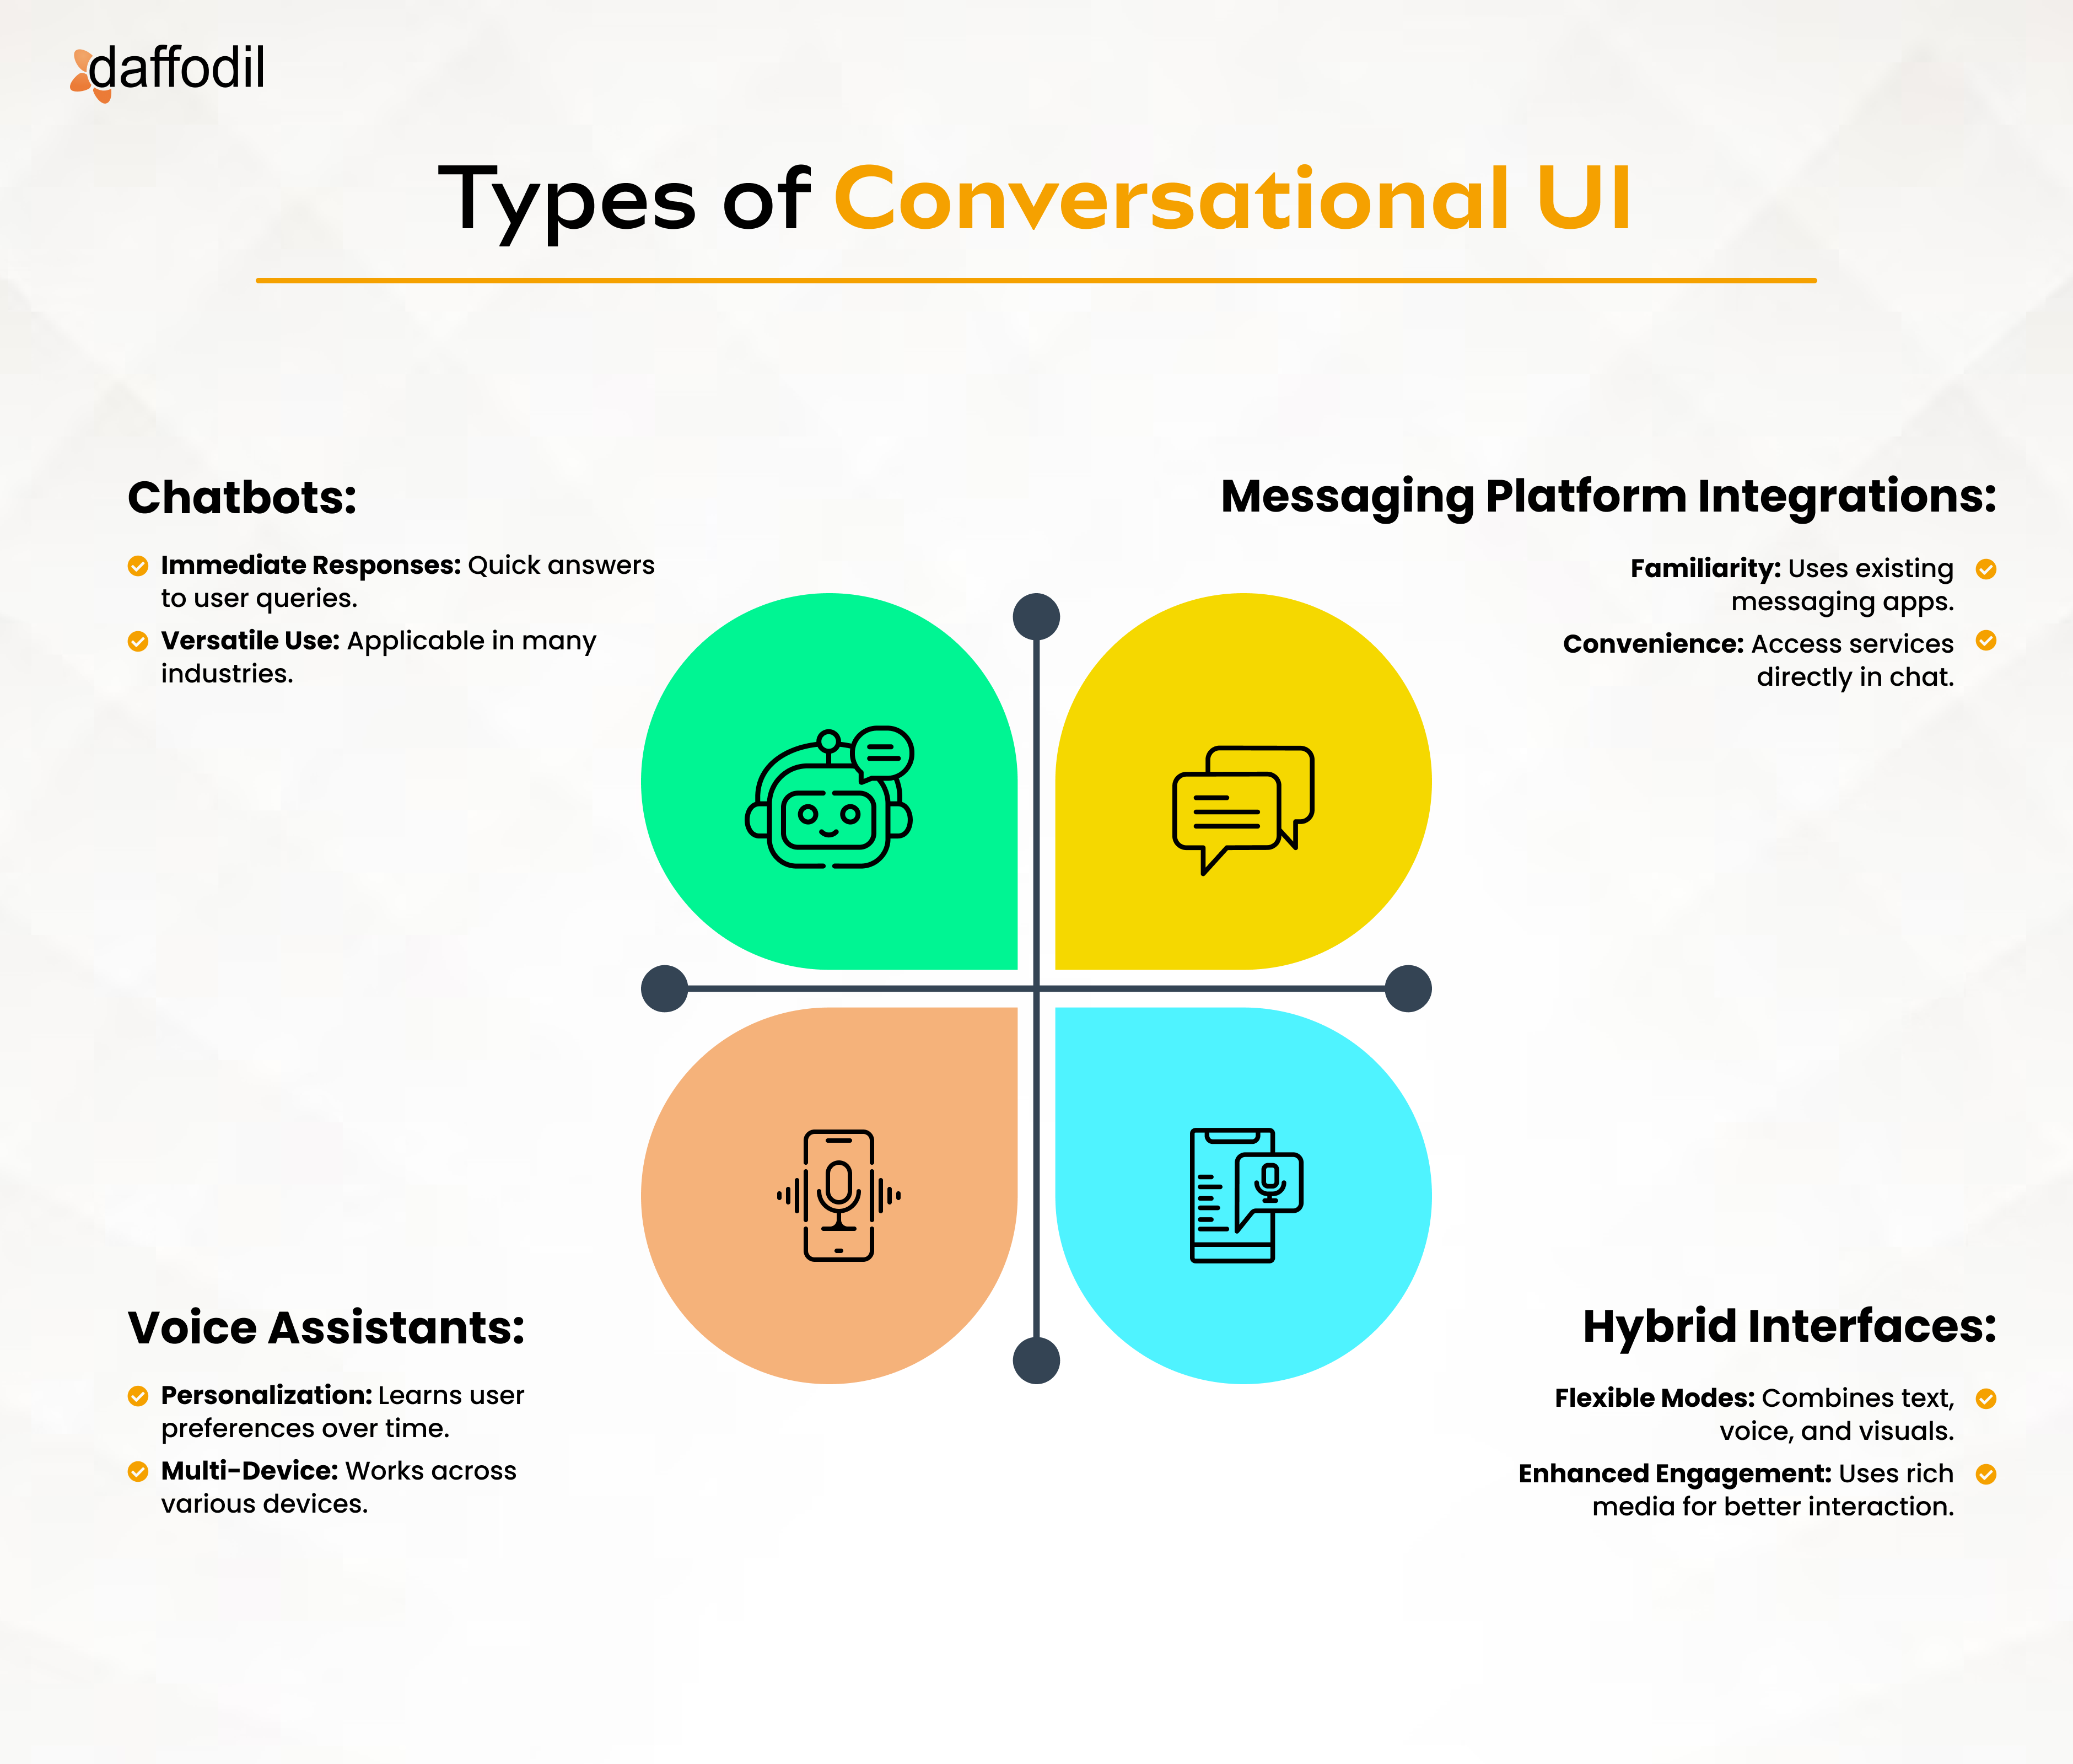 daffodil
Types of Conversational UI
Chatbots:
Immediate Responses: Quick answers
to user queries.
Versatile Use: Applicable in many
industries.
Messaging Platform Integrations:
Familiarity: Uses existing
messaging apps.
Convenience: Access services
directly in chat.
Voice Assistants:
Personalization: Learns user
preferences over time.
Multi-Device: Works across
various devices.
Hybrid Interfaces:
Flexible Modes: Combines text,
voice, and visuals.
Enhanced Engagement: Uses rich
media for better interaction.